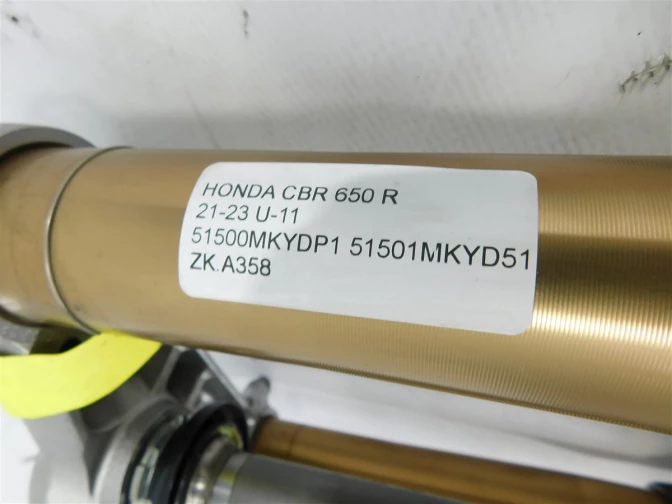 HONDA CBR 650 R
21-23 U-11
51500MKYDP1 51501MKYD51
ZK.A358